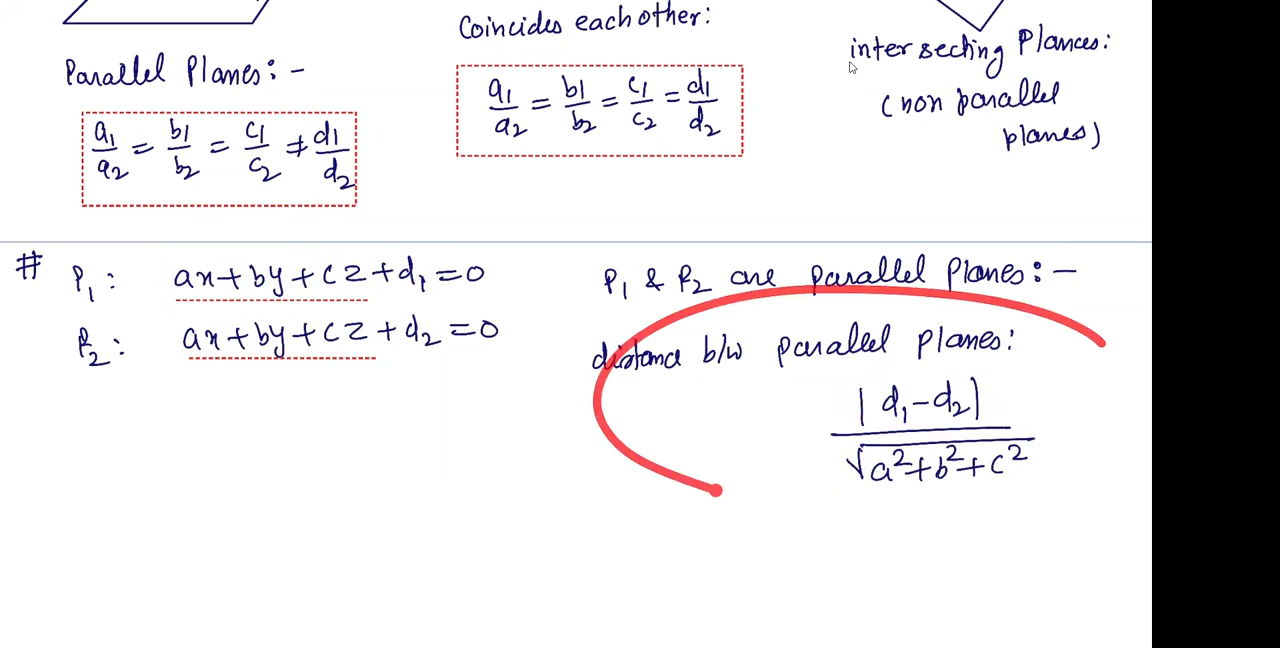 Parallel Planes :-
a1/a2 = b1/b2 = c1/c2 ≠ d1/d2
Coincides each other:
a1/a2 = b1/b2 = c1/c2 = d1/d2
intersecting Planes:
(non parallel
planes)
# P₁ : ax+by+cz+d₁=0
P₂ : ax+by+cz+d₂=0
P₁ & P₂ are parallel Planes:-
distance b/w parallel planes:
|d₁-d₂|
√a²+b²+c²